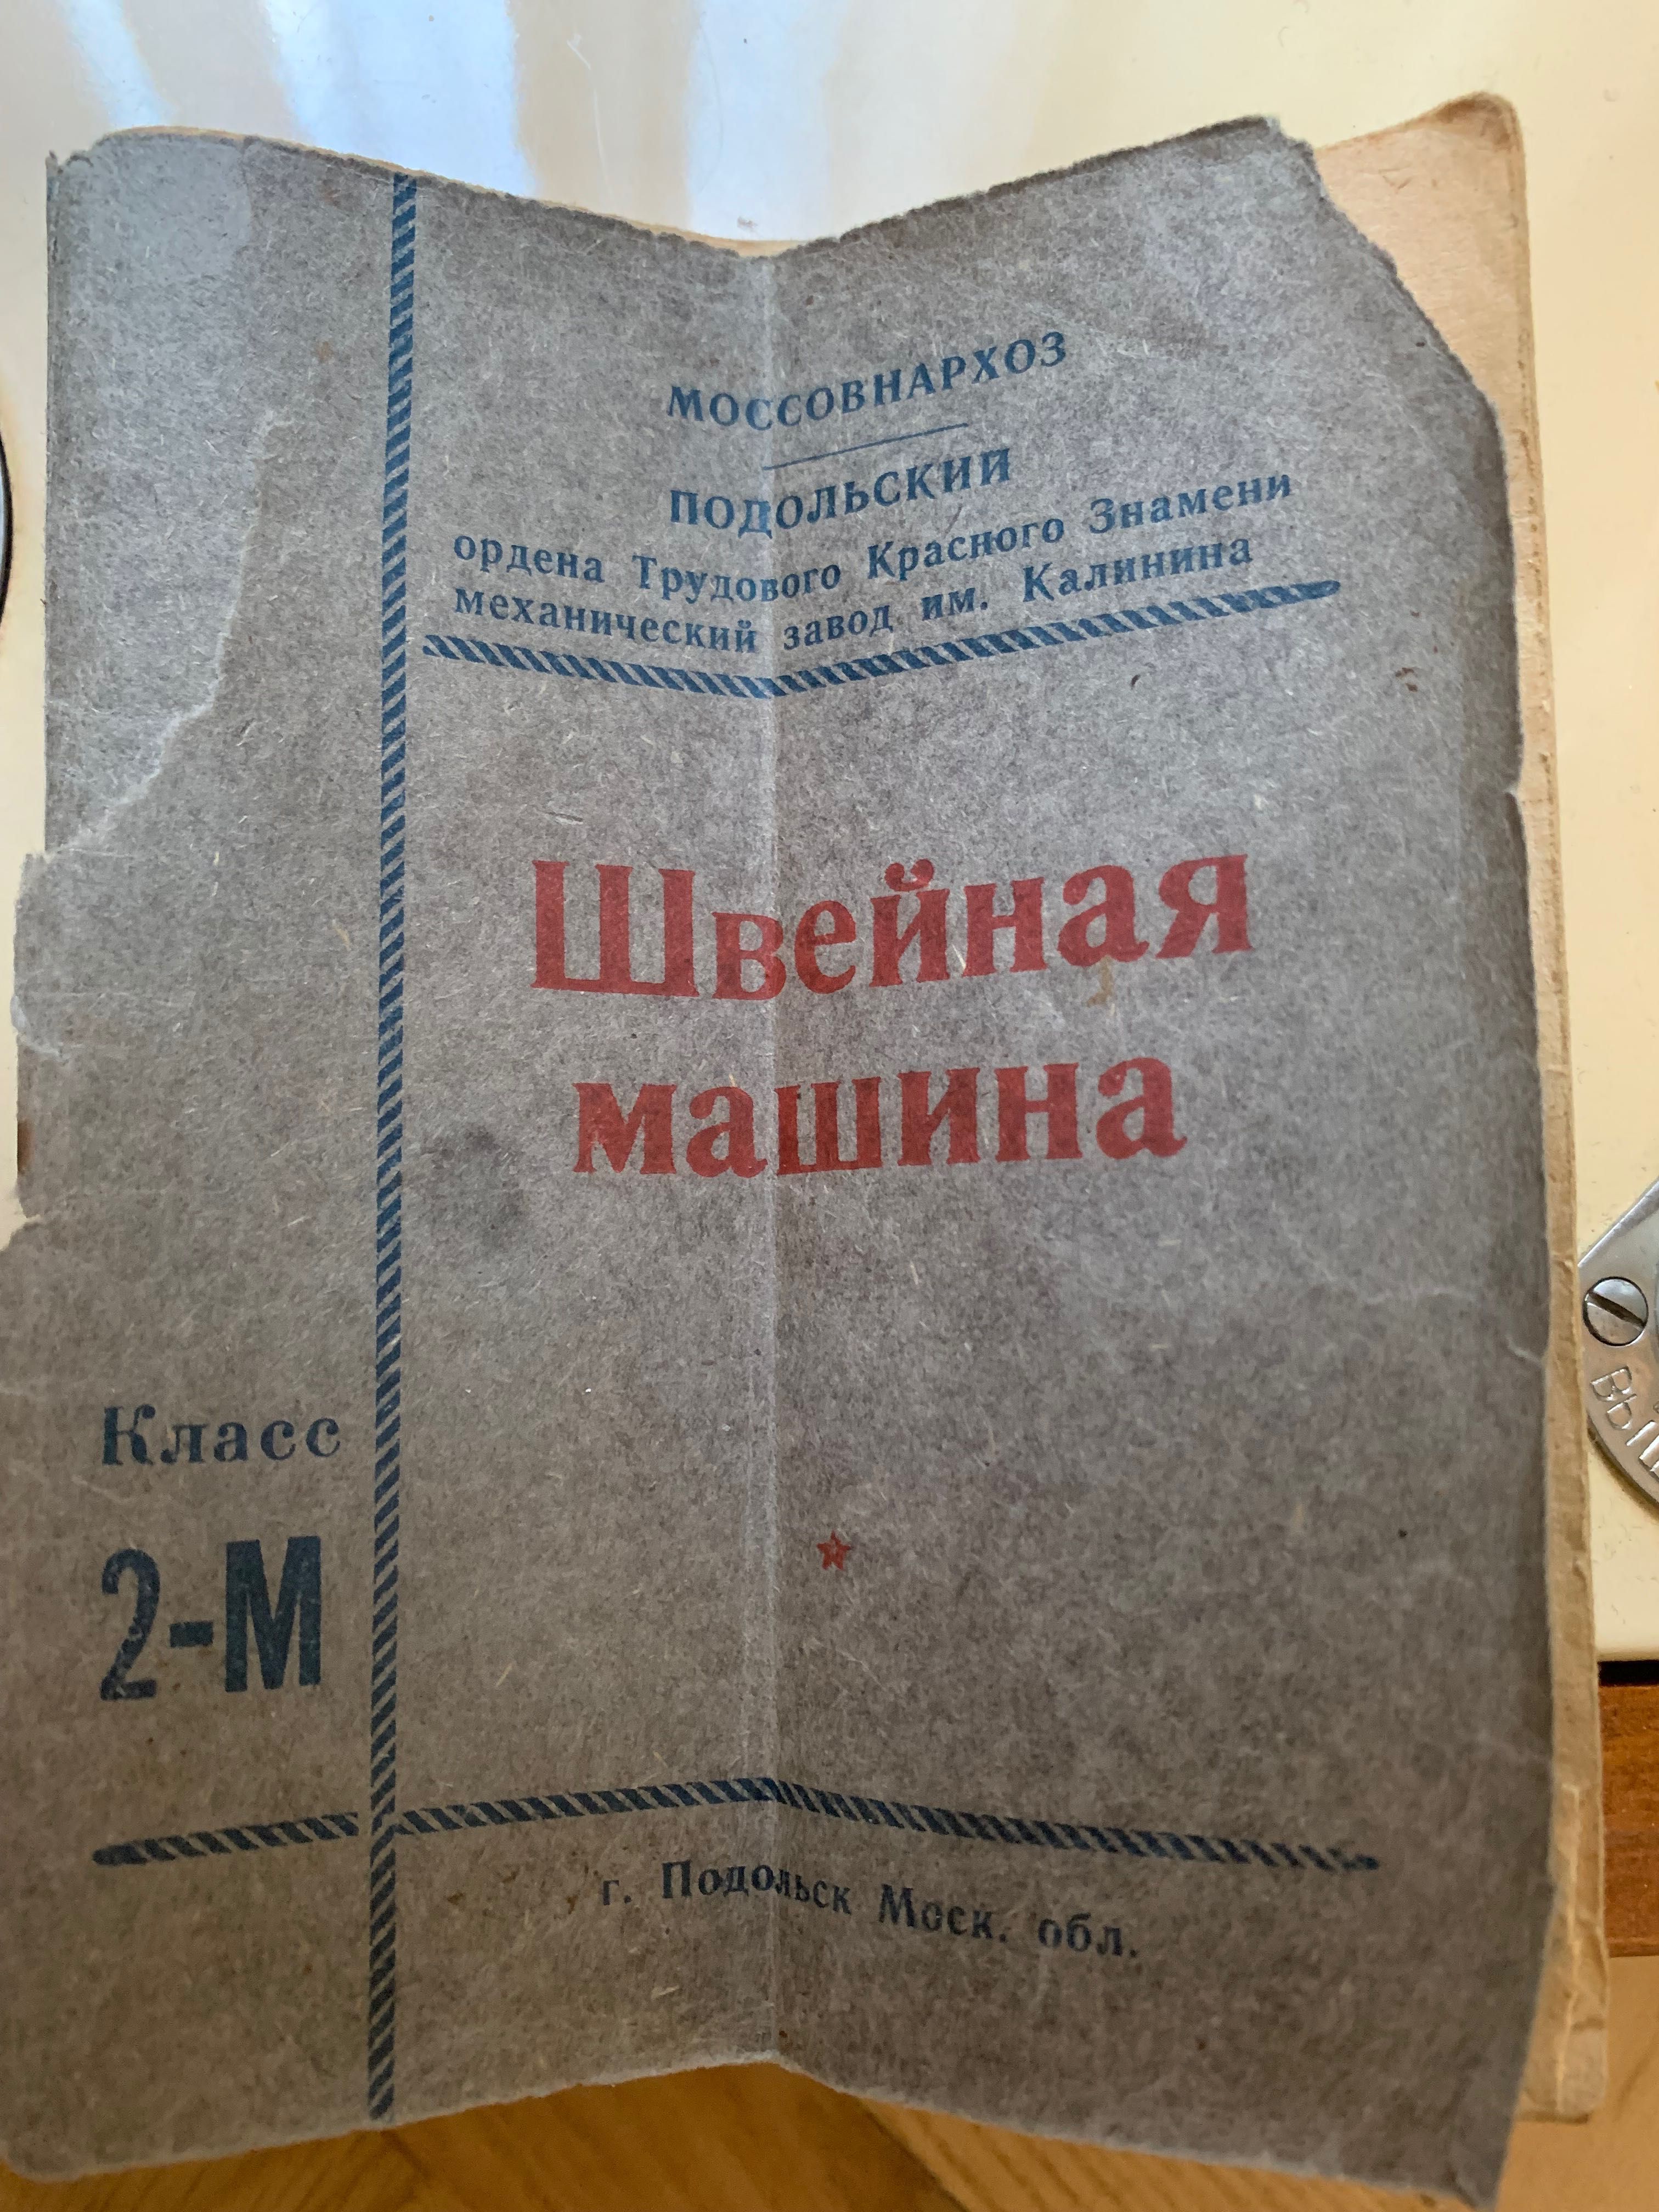 МОССОВНАРХОЗ
ПОДОЛЬСКИЙ
ордена Трудового Красного Знамени
механический завод им. Калинина
Швейная
машина
Класс
2-М
г. Подольск Моск. обл.